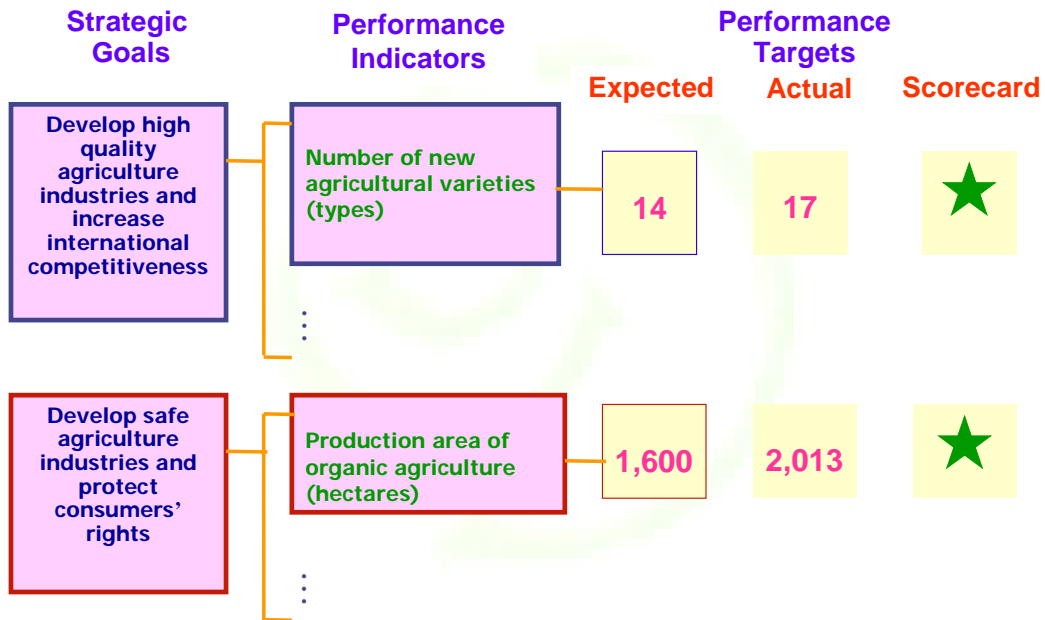 Strategic
Goals
Performance
Indicators
Performance
Targets
Expected
Actual
Scorecard
Develop high
quality
agriculture
industries and
increase
international
competitiveness
Number of new
agricultural varieties
(types)
14
17
⋮
Develop safe
agriculture
industries and
protect
consumers’
rights
Production area of
organic agriculture
(hectares)
1,600
2,013
⋮